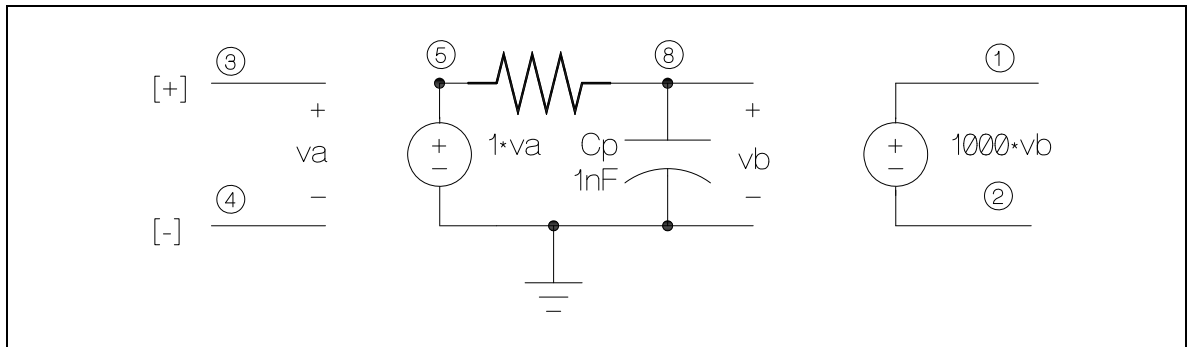 [+]
3
+
va
−
4
[-]
5
+
−
1*va
8
Cp
1nF
+
vb
−
1
+
−
1000*vb
2